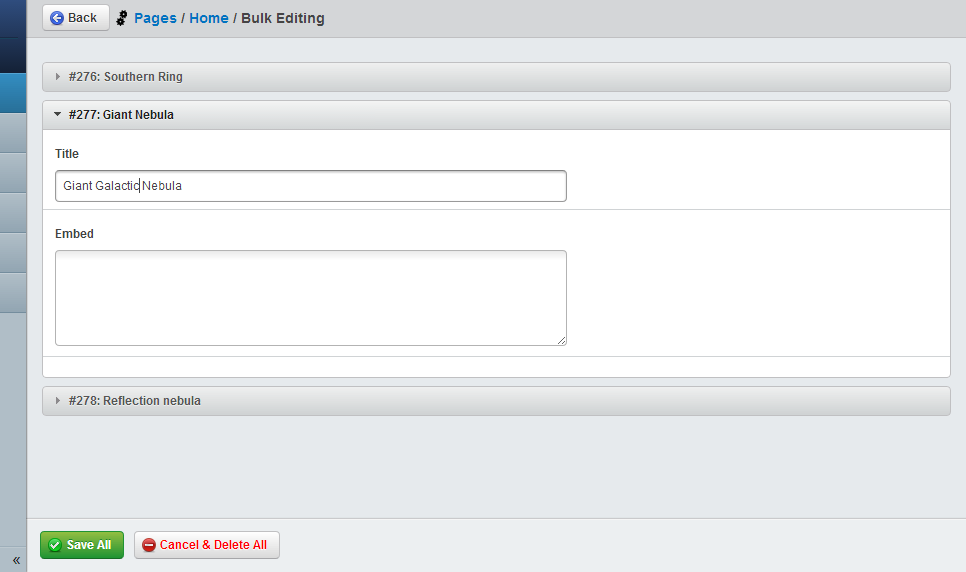 Back Pages / Home / Bulk Editing
#276: Southern Ring
#277: Giant Nebula
Title
Giant Galactic Nebula
Embed
#278: Reflection nebula
Save All Cancel & Delete All
«